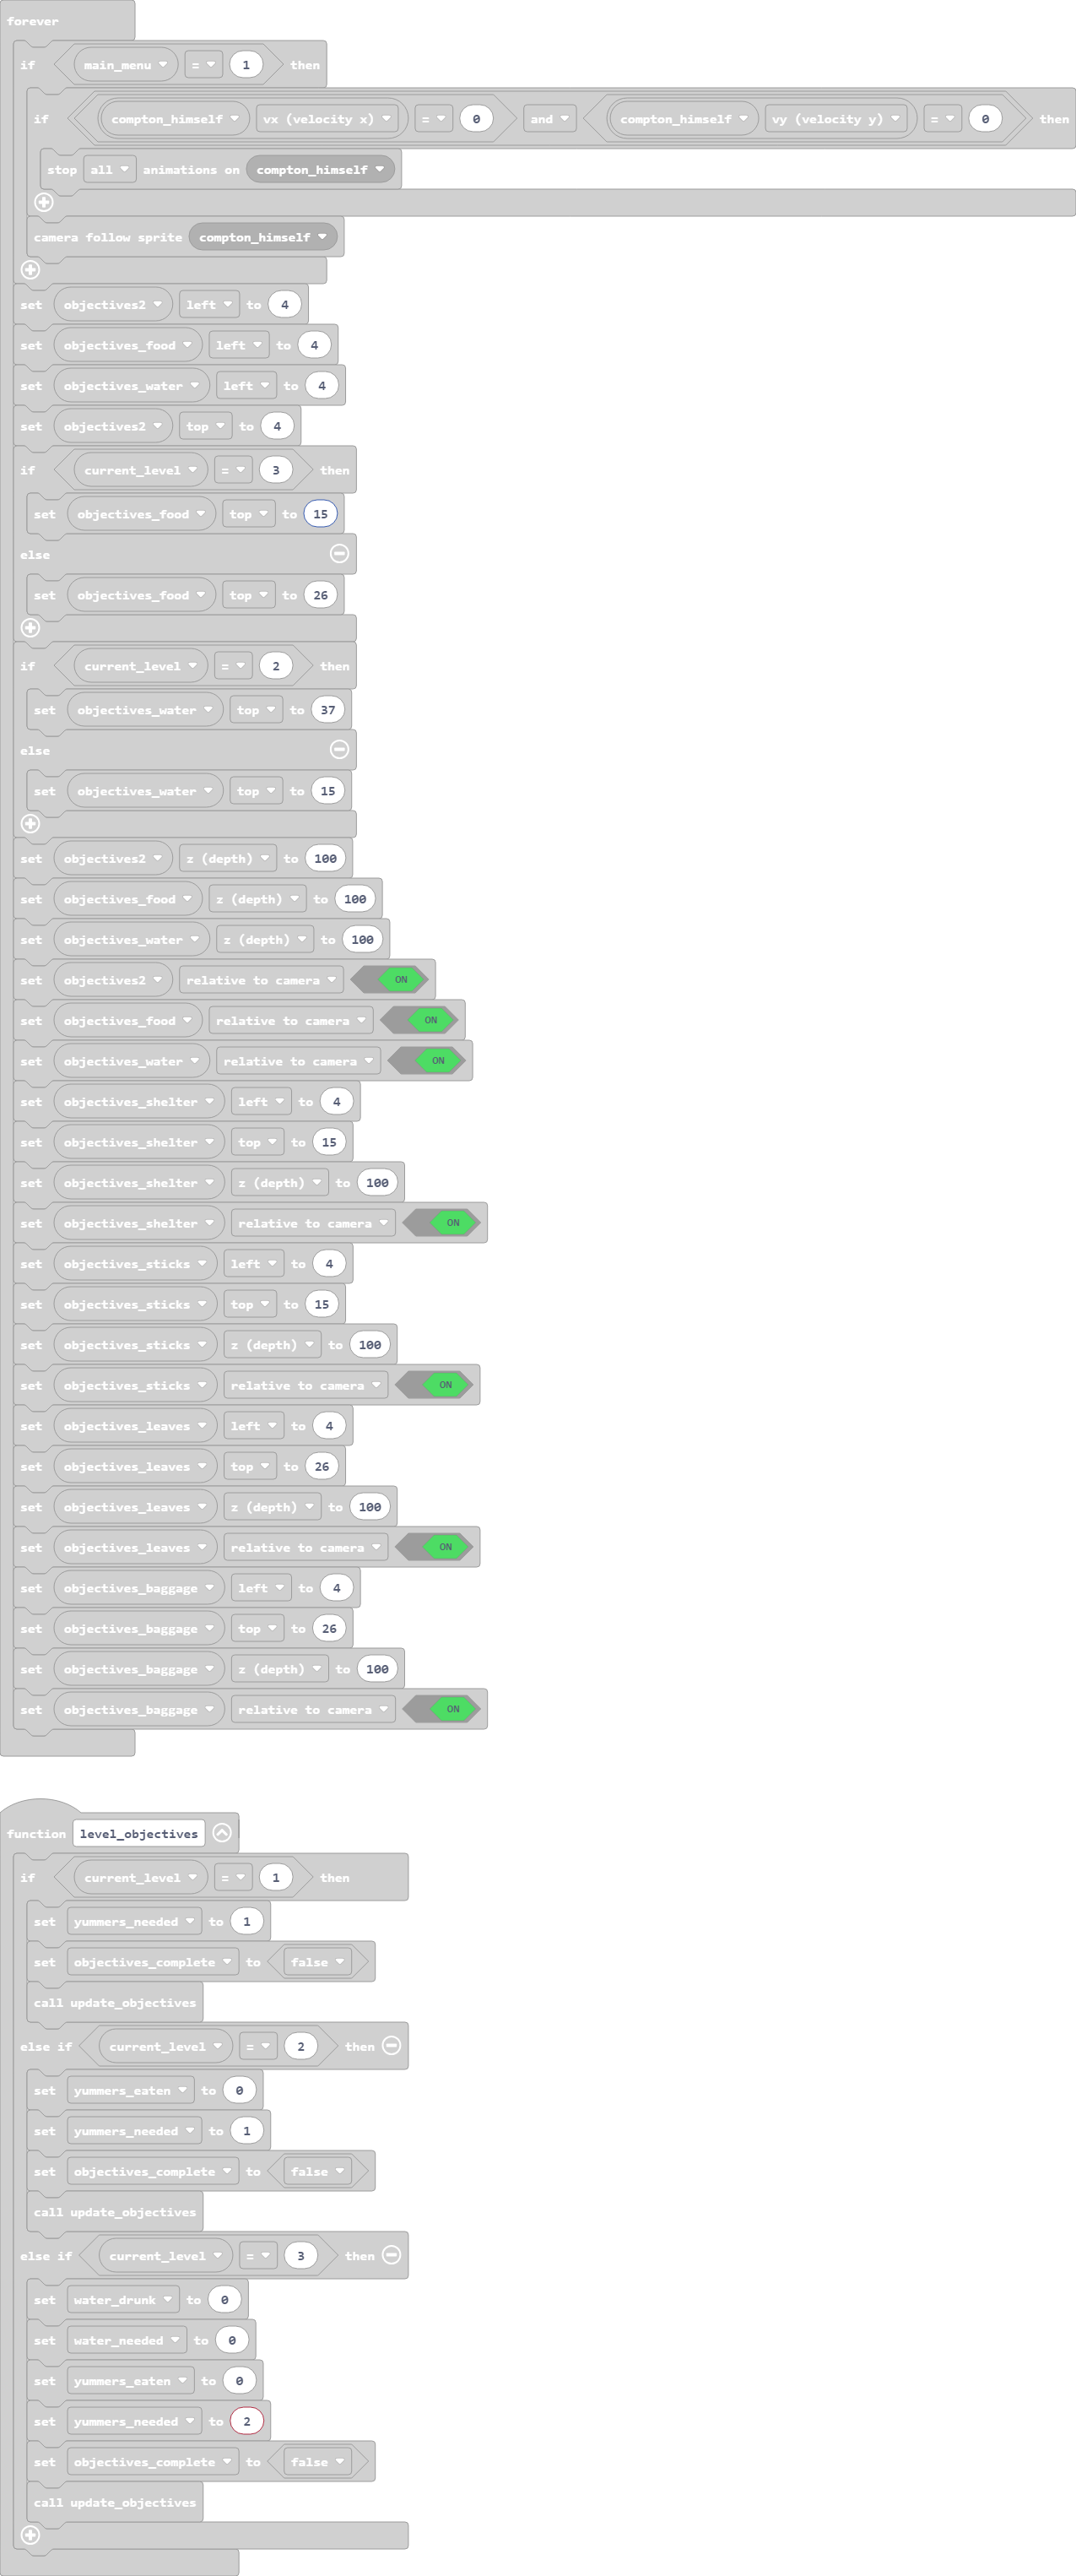 forever
if main_menu = 1 then
if compton_himself vx (velocity x) = 0 and compton_himself vy (velocity y) = 0 then
stop all animations on compton_himself
camera follow sprite compton_himself
set objectives2 left to 4
set objectives_food left to 4
set objectives_water left to 4
set objectives2 top to 4
if current_level = 3 then
set objectives_food top to 15
else
set objectives_food top to 26
if current_level = 2 then
set objectives_water top to 37
else
set objectives_water top to 15
set objectives2 z (depth) to 100
set objectives_food z (depth) to 100
set objectives_water z (depth) to 100
set objectives2 relative to camera ON
set objectives_food relative to camera ON
set objectives_water relative to camera ON
set objectives_shelter left to 4
set objectives_shelter top to 15
set objectives_shelter z (depth) to 100
set objectives_shelter relative to camera ON
set objectives_sticks left to 4
set objectives_sticks top to 15
set objectives_sticks z (depth) to 100
set objectives_sticks relative to camera ON
set objectives_leaves left to 4
set objectives_leaves top to 26
set objectives_leaves z (depth) to 100
set objectives_leaves relative to camera ON
set objectives_baggage left to 4
set objectives_baggage top to 26
set objectives_baggage z (depth) to 100
set objectives_baggage relative to camera ON
function level_objectives
if current_level = 1 then
set yummers_needed to 1
set objectives_complete to false
call update_objectives
else if current_level = 2 then
set yummers_eaten to 0
set yummers_needed to 1
set objectives_complete to false
call update_objectives
else if current_level = 3 then
set water_drunk to 0
set water_needed to 0
set yummers_eaten to 0
set yummers_needed to 2
set objectives_complete to false
call update_objectives